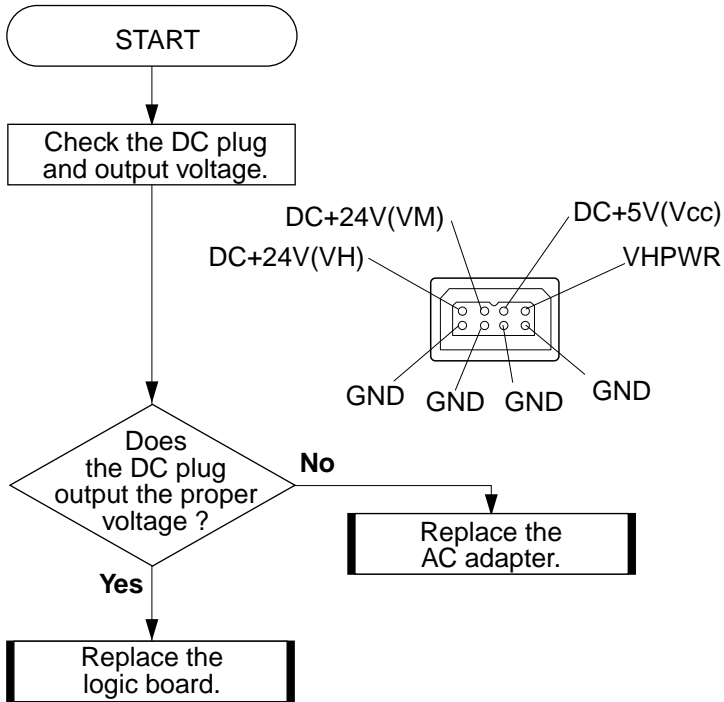 START
Check the DC plug
and output voltage.
DC+24V(VM)
DC+5V(Vcc)
DC+24V(VH)
VHPWR
GND
GND
GND
GND
Does
the DC plug
output the proper
voltage ?
No
Replace the
AC adapter.
Yes
Replace the
logic board.